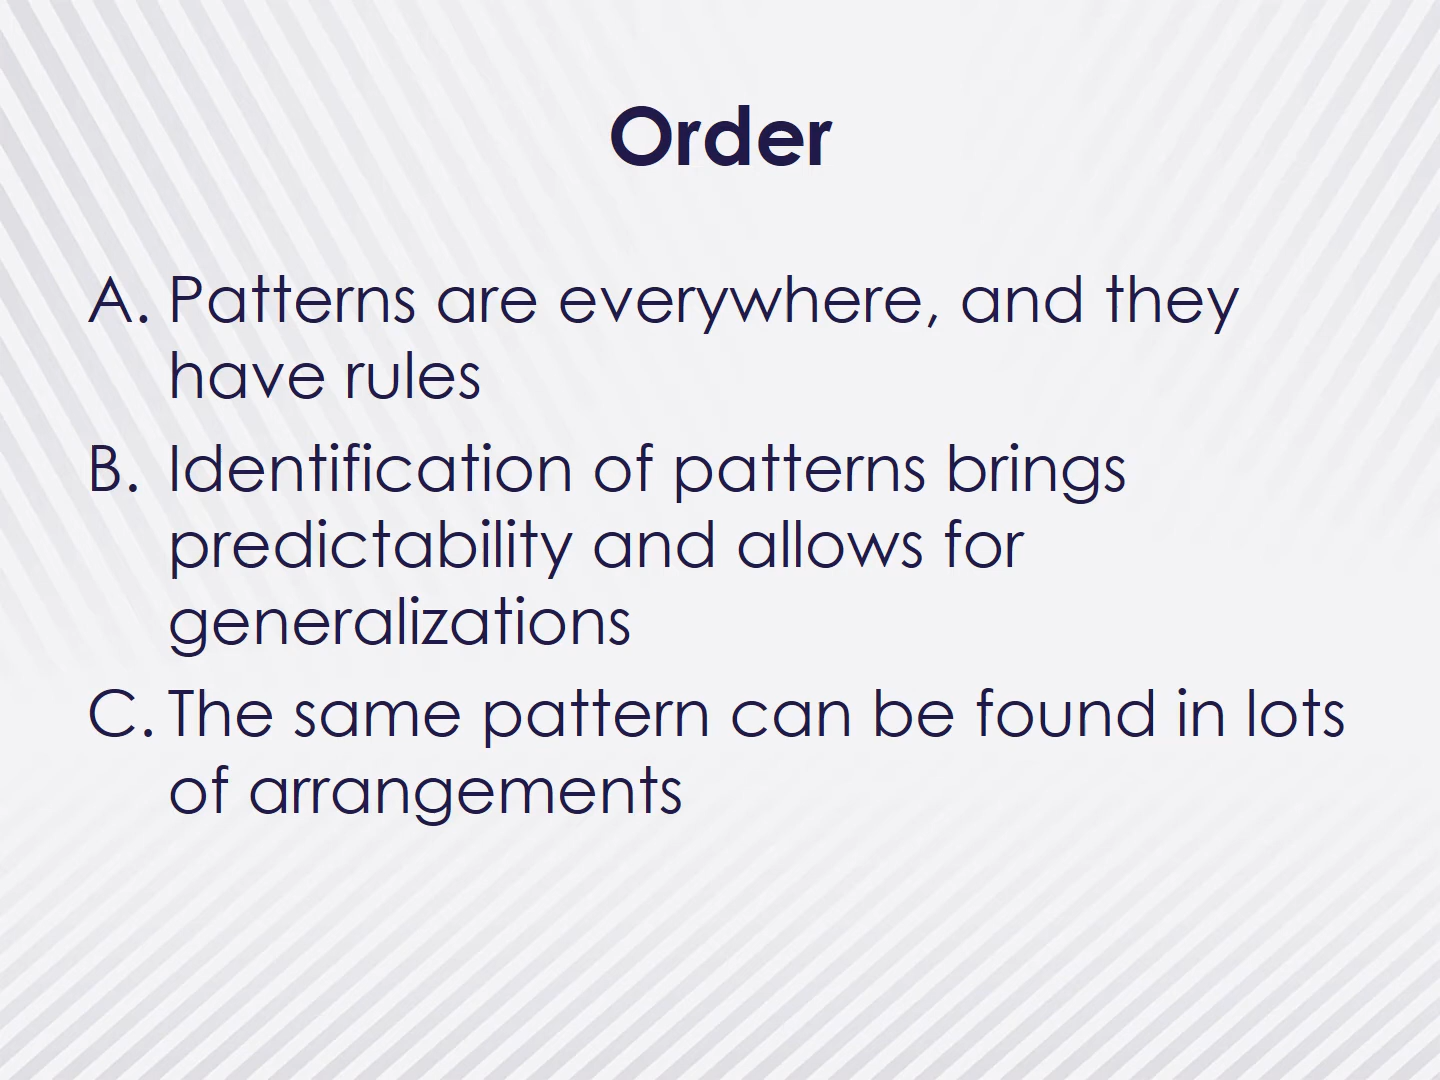 Order
A. Patterns are everywhere, and they
have rules
B. Identification of patterns brings
predictability and allows for
generalizations
C. The same pattern can be found in lots
of arrangements